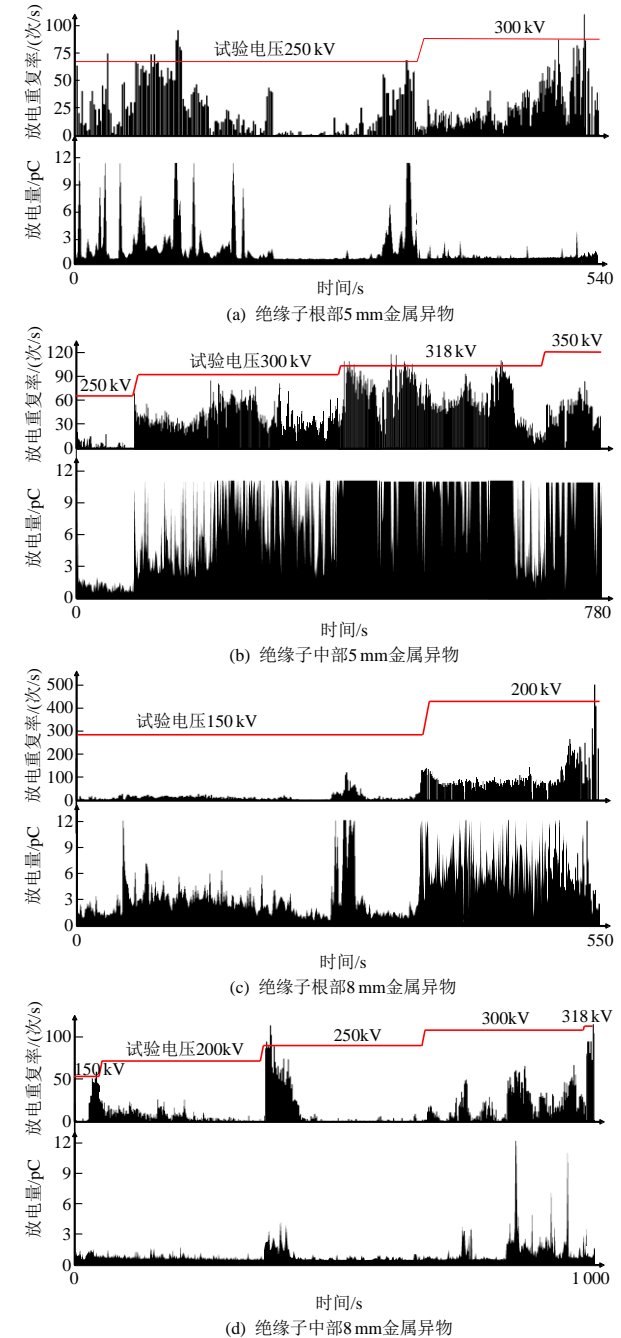 放电重复率/(次/s)
100
75
50
25
0
试验电压250 kV
300 kV
放电量/pC
12
9
6
3
0
0
540
时间/s
(a) 绝缘子根部5 mm金属异物
放电重复率/(次/s)
120
90
60
30
0
250 kV
试验电压300 kV
318 kV
350 kV
放电量/pC
12
9
6
3
0
0
780
时间/s
(b) 绝缘子中部5 mm金属异物
放电重复率/(次/s)
500
400
300
200
100
0
试验电压150 kV
200 kV
放电量/pC
12
9
6
3
0
0
550
时间/s
(c) 绝缘子根部8 mm金属异物
放电重复率/(次/s)
100
50
0
150 kV
试验电压200kV
250kV
300kV
318 kV
放电量/pC
12
9
6
3
0
0
1 000
时间/s
(d) 绝缘子中部8 mm金属异物